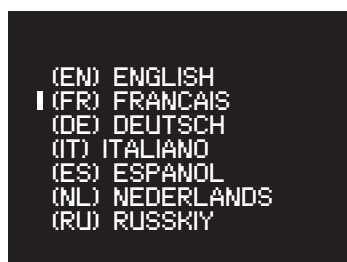 (EN) ENGLISH
(FR) FRANCAIS
(DE) DEUTSCH
(IT) ITALIANO
(ES) ESPANOL
(NL) NEDERLANDS
(RU) RUSSKIY